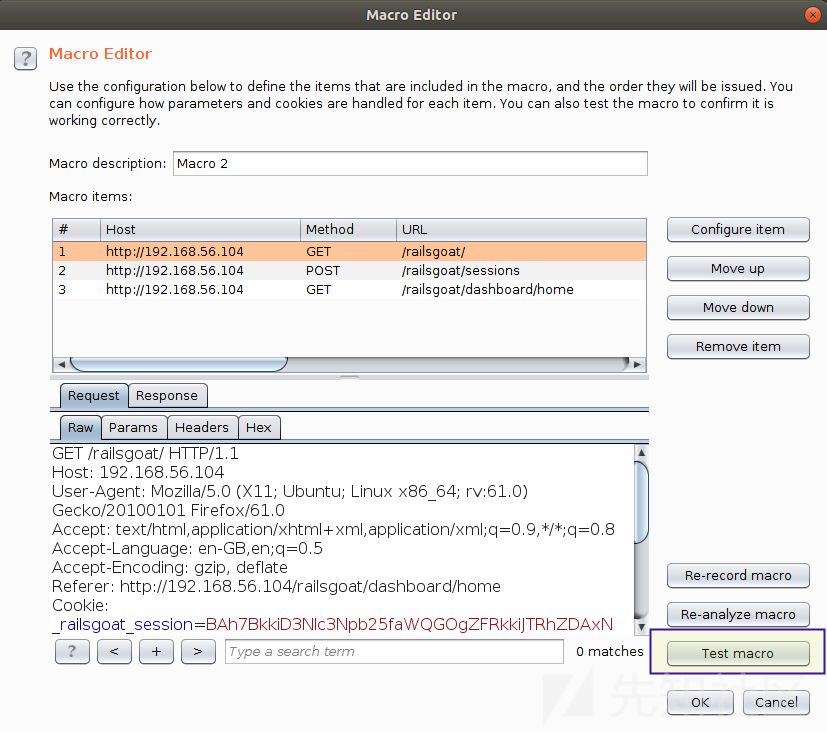 Macro Editor
?
Macro Editor
Use the configuration below to define the items that are included in the macro, and the order they will be issued. You
can configure how parameters and cookies are handled for each item. You can also test the macro to confirm it is
working correctly.
Macro description: Macro 2
Macro items:
# Host Method URL
1 http://192.168.56.104 GET /railsgoat/
2 http://192.168.56.104 POST /railsgoat/sessions
3 http://192.168.56.104 GET /railsgoat/dashboard/home
Configure item
Move up
Move down
Remove item
Request Response
Raw Params Headers Hex
GET /railsgoat/ HTTP/1.1
Host: 192.168.56.104
User-Agent: Mozilla/5.0 (X11; Ubuntu; Linux x86_64; rv:61.0)
Gecko/20100101 Firefox/61.0
Accept: text/html,application/xhtml+xml,application/xml;q=0.9,*/*;q=0.8
Accept-Language: en-GB,en;q=0.5
Accept-Encoding: gzip, deflate
Referer: http://192.168.56.104/railsgoat/dashboard/home
Cookie:
Re-record macro
Re-analyze macro
? < + > Type a search term 0 matches
Test macro
先知社区
OK Cancel